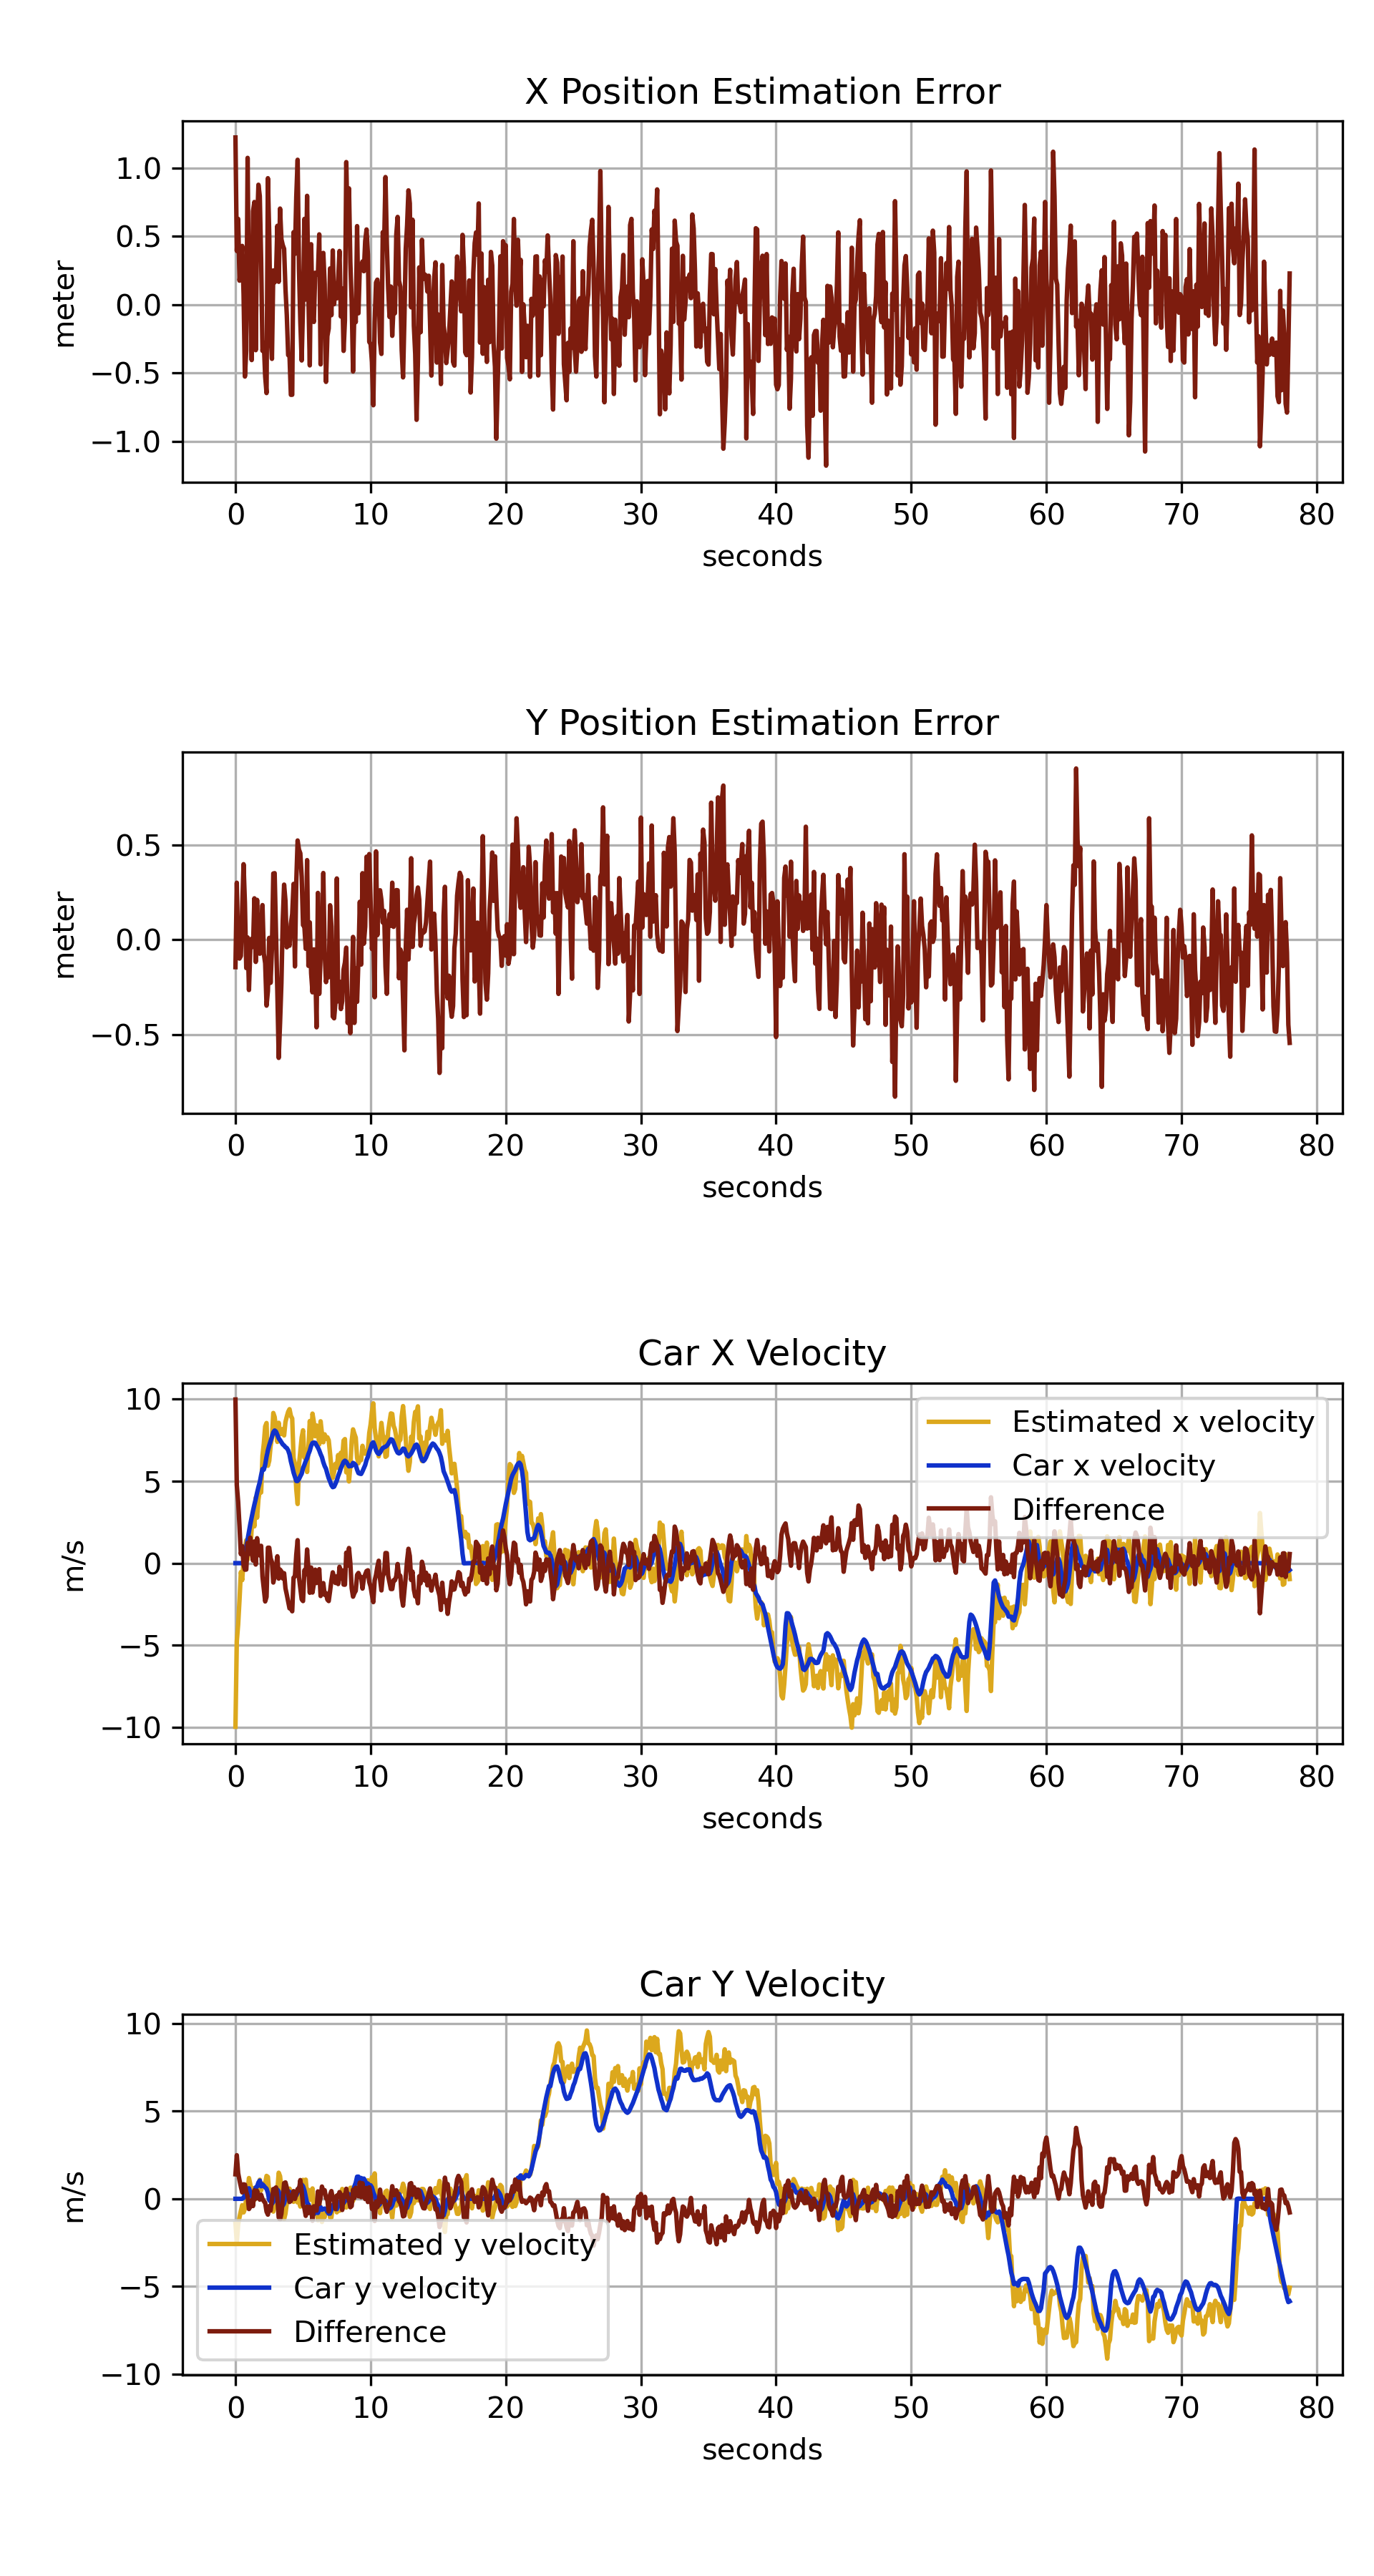 X Position Estimation Error
1.0
0.5
0.0
−0.5
−1.0
meter
0 10 20 30 40 50 60 70 80
seconds
Y Position Estimation Error
0.5
0.0
−0.5
meter
0 10 20 30 40 50 60 70 80
seconds
Car X Velocity
10
5
0
−5
−10
m/s
Estimated x velocity
Car x velocity
Difference
0 10 20 30 40 50 60 70 80
seconds
Car Y Velocity
10
5
0
−5
−10
m/s
Estimated y velocity
Car y velocity
Difference
0 10 20 30 40 50 60 70 80
seconds